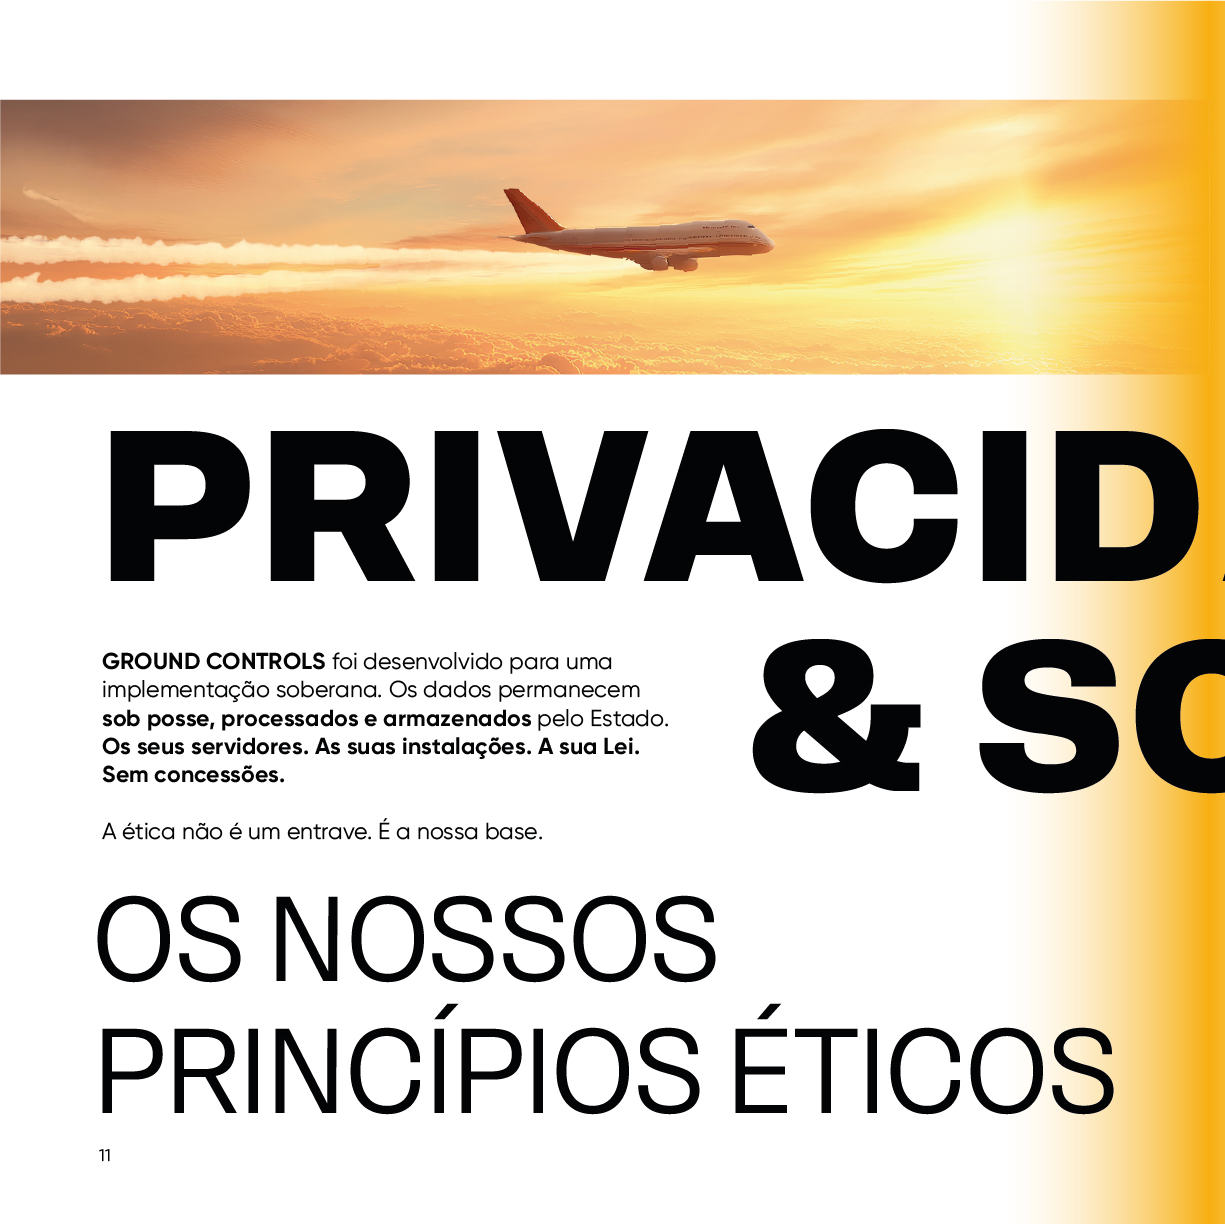 PRIVACID
& SO
GROUND CONTROLS foi desenvolvido para uma
implementação soberana. Os dados permanecem
sob posse, processados e armazenados pelo Estado.
Os seus servidores. As suas instalações. A sua Lei.
Sem concessões.
A ética não é um entrave. É a nossa base.
OS NOSSOS
PRINCÍPIOS ÉTICOS
11